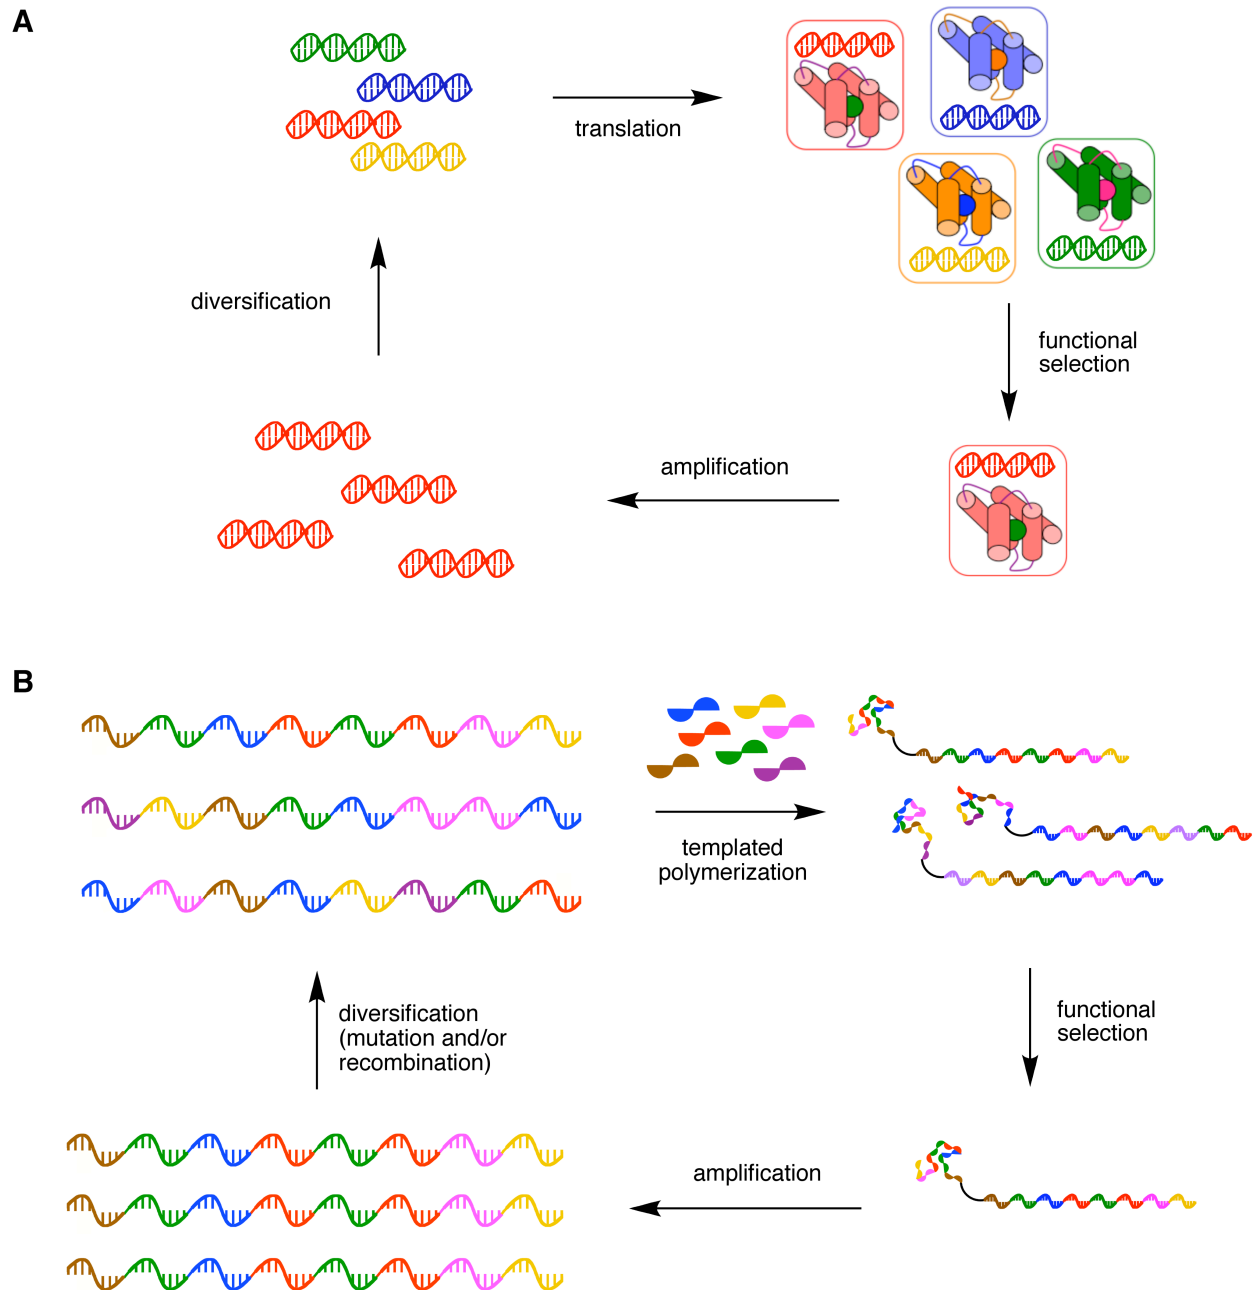 A
translation
diversification
functional
selection
amplification
B
templated
polymerization
diversification
(mutation and/or
recombination)
functional
selection
amplification